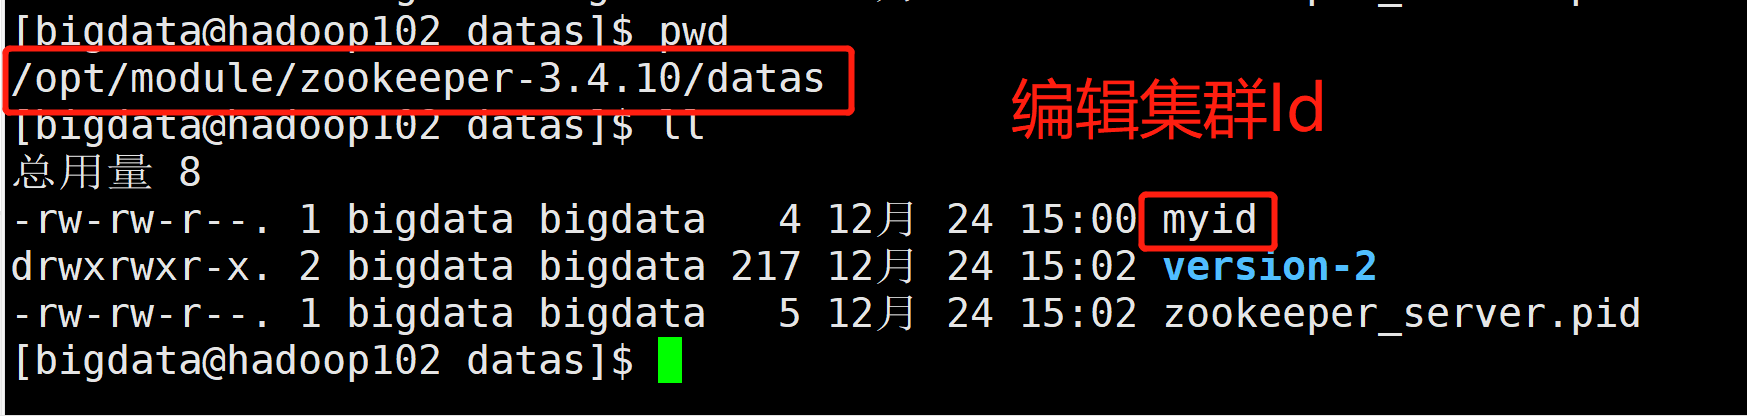 [bigdata@hadoop102 datas]$ pwd
/opt/module/zookeeper-3.4.10/datas
编辑集群Id
[bigdata@hadoop102 datas]$ ll
总用量 8
-rw-rw-r--. 1 bigdata bigdata   4 12月 24 15:00 myid
drwxrwxr-x. 2 bigdata bigdata 217 12月 24 15:02 version-2
-rw-rw-r--. 1 bigdata bigdata   5 12月 24 15:02 zookeeper_server.pid
[bigdata@hadoop102 datas]$